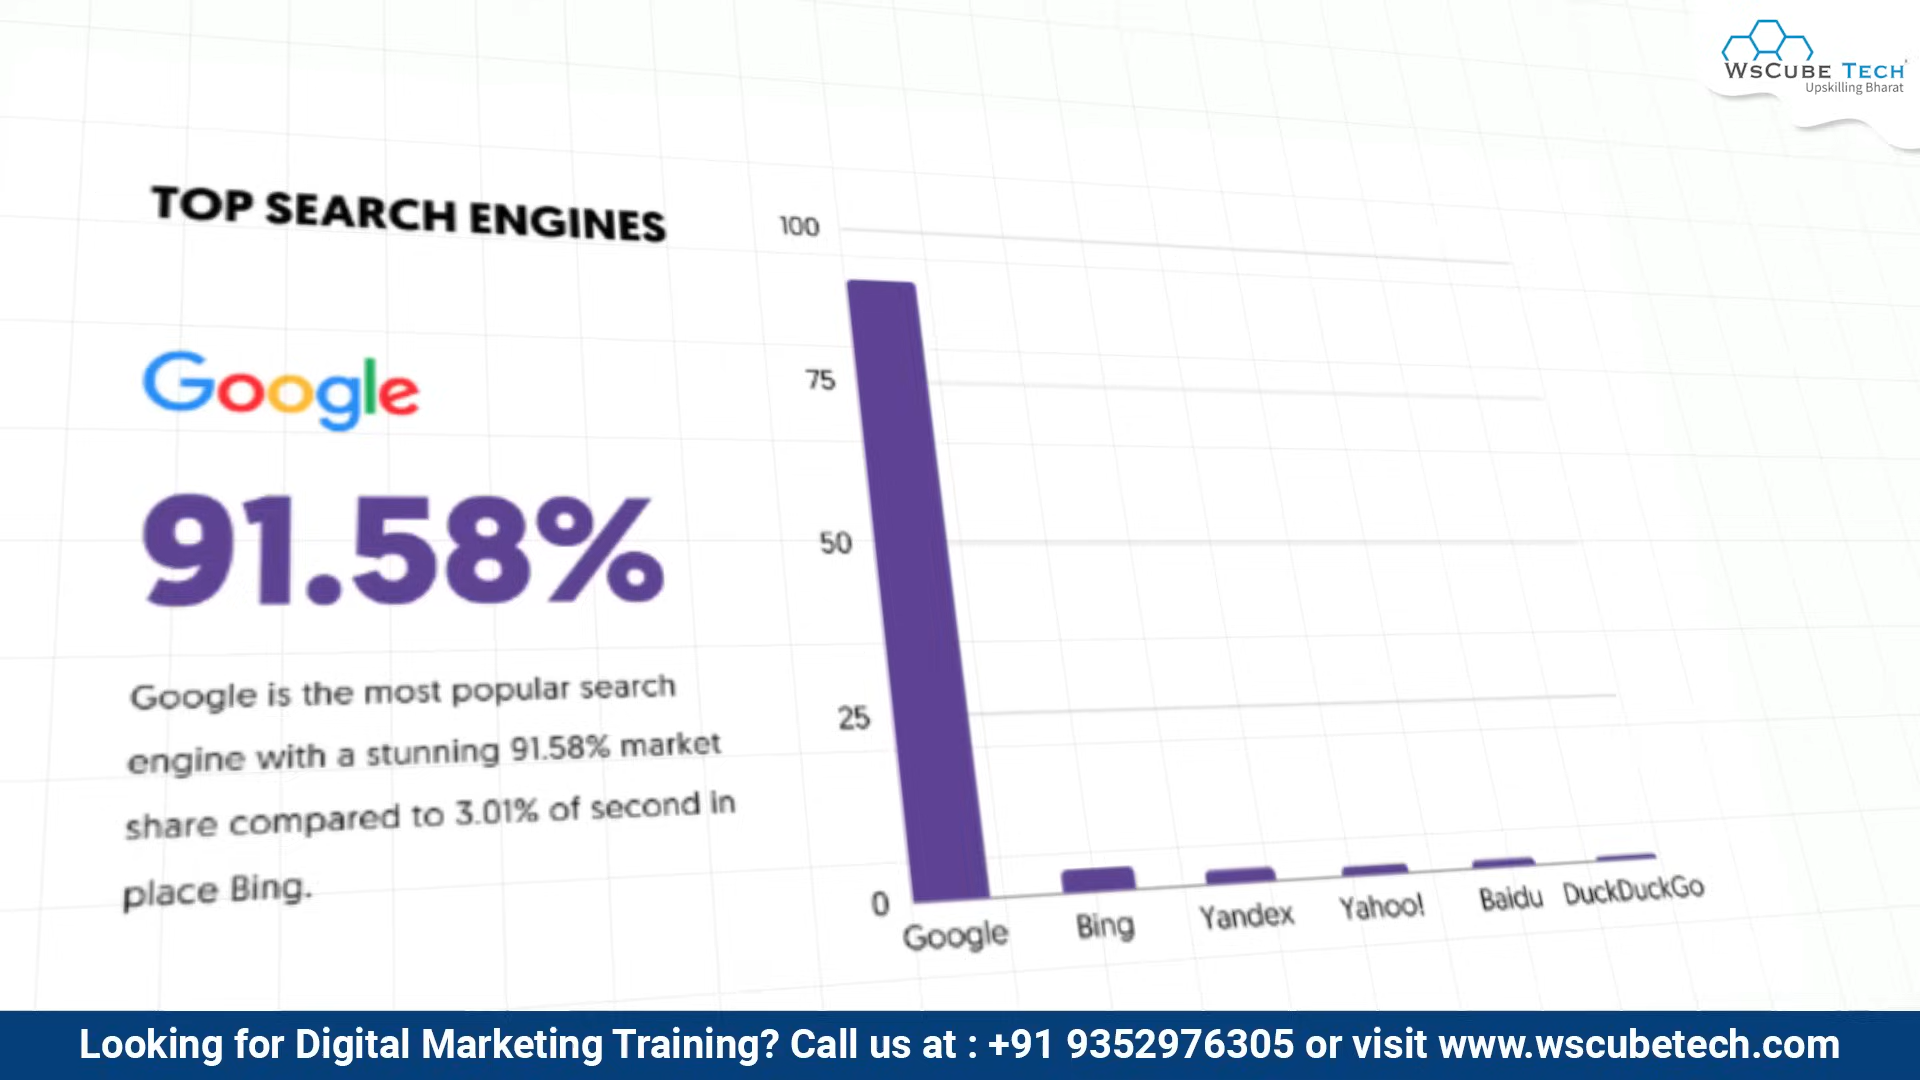 WsCube Tech
Upskilling Bharat
TOP SEARCH ENGINES
Google
91.58%
Google is the most popular search
engine with a stunning 91.58% market
share compared to 3.01% of second in
place Bing.
100
75
50
25
0
Google Bing Yandex Yahoo! Baidu DuckDuckGo
Looking for Digital Marketing Training? Call us at : +91 9352976305 or visit www.wscubetech.com